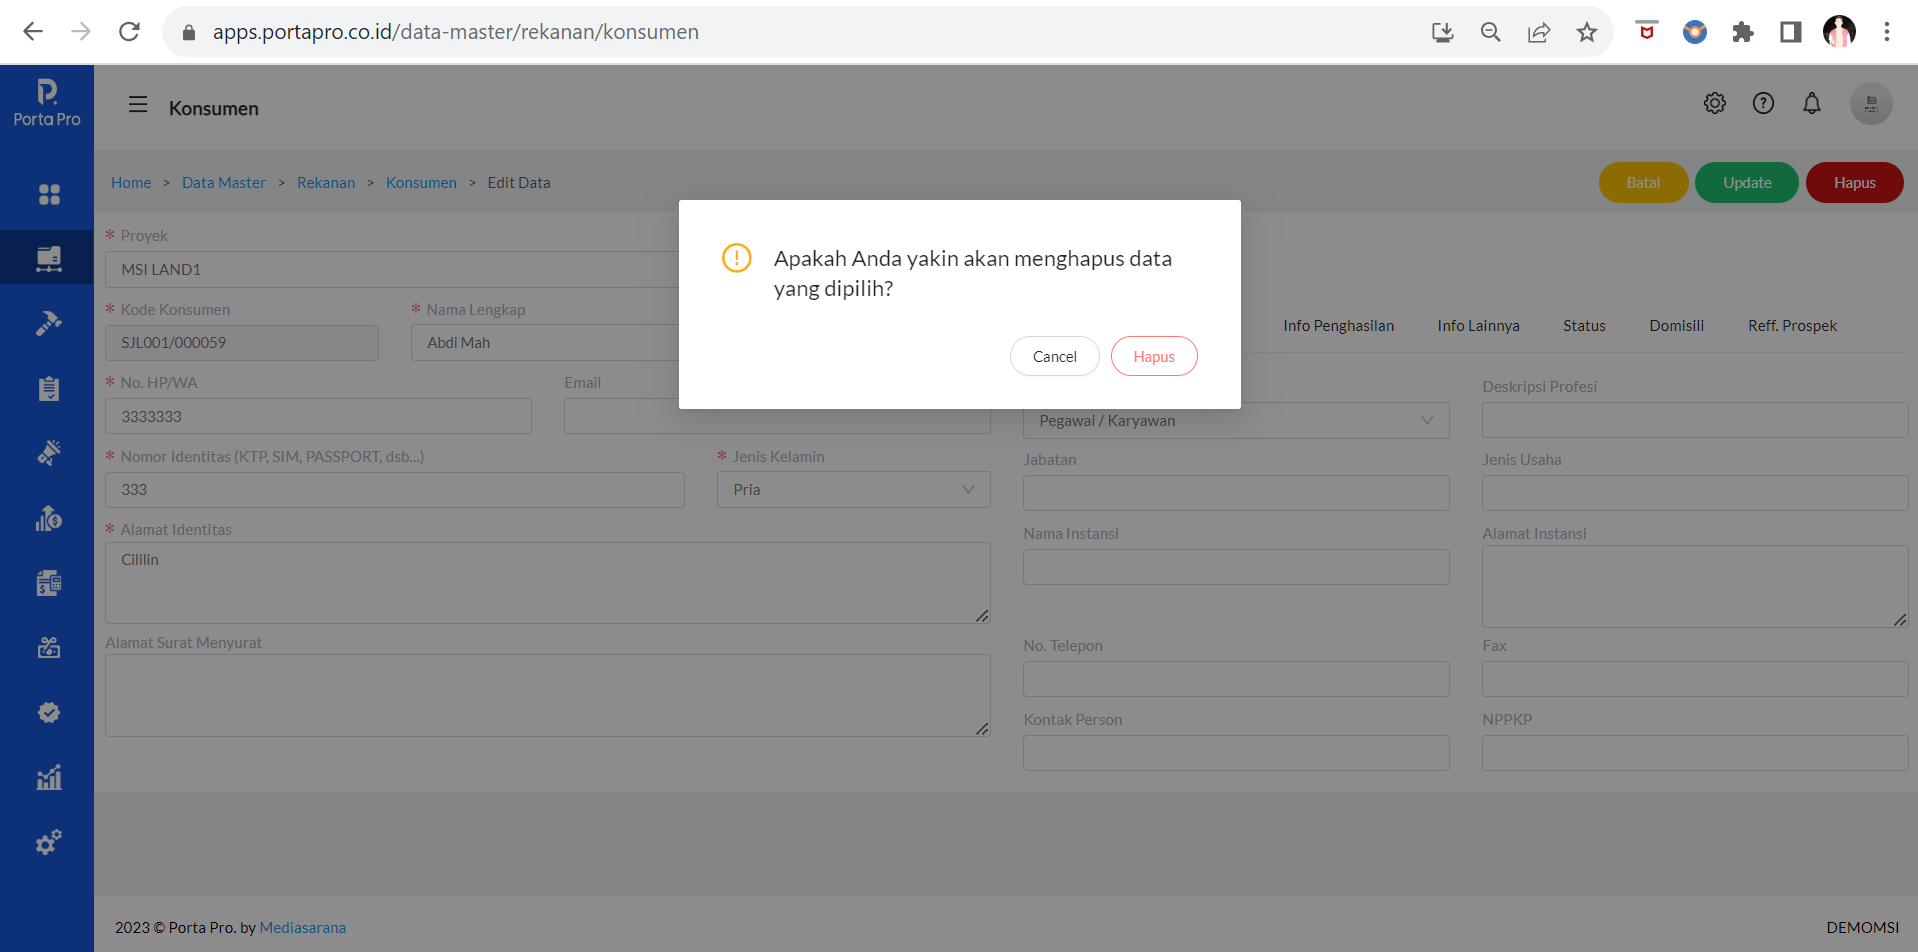 apps.portapro.co.id/data-master/rekanan/konsumen
Porta Pro
Konsumen
Home > Data Master > Rekanan > Konsumen > Edit Data
Batal
Update
Hapus
* Proyek
MSI LAND1
Apakah Anda yakin akan menghapus data
yang dipilih?
Cancel
Hapus
* Kode Konsumen
* Nama Lengkap
SJL001/000059
Abdi Mah
Info Penghasilan
Info Lainnya
Status
Domisili
Reff. Prospek
* No. HP/WA
Email
3333333
Deskripsi Profesi
Pegawai / Karyawan
* Nomor Identitas (KTP, SIM, PASSPORT, dsb...)
* Jenis Kelamin
333
Pria
Jabatan
Jenis Usaha
* Alamat Identitas
Cililin
Nama Instansi
Alamat Instansi
Alamat Surat Menyurat
No. Telepon
Fax
Kontak Person
NPPKP
2023 © Porta Pro. by Mediasarana
DEMOMSI